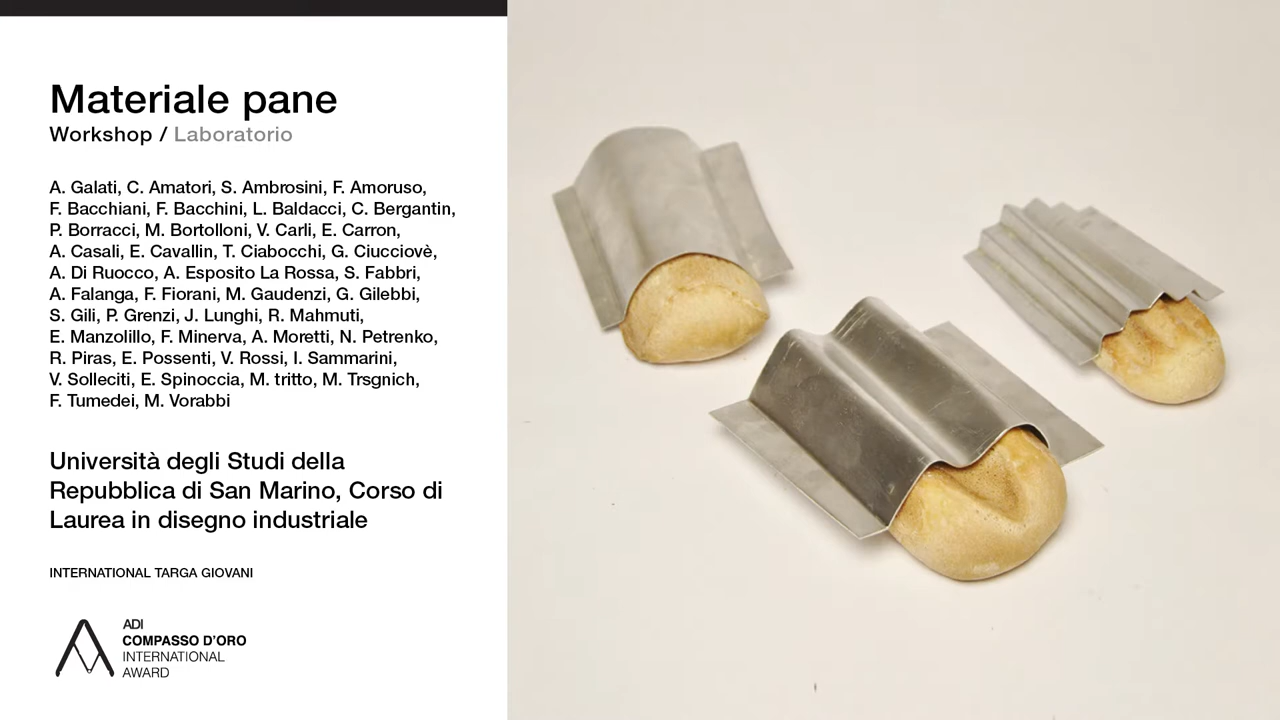 Materiale pane
Workshop / Laboratorio
A. Galati, C. Amatori, S. Ambrosini, F. Amoruso,
F. Bacchiani, F. Bacchini, L. Baldacci, C. Bergantin,
P. Borracci, M. Bortolloni, V. Carli, E. Carron,
A. Casali, E. Cavallin, T. Ciabocchi, G. Ciucciovè,
A. Di Ruocco, A. Esposito La Rossa, S. Fabbri,
A. Falanga, F. Fiorani, M. Gaudenzi, G. Gilebbi,
S. Gili, P. Grenzi, J. Lunghi, R. Mahmuti,
E. Manzolillo, F. Minerva, A. Moretti, N. Petrenko,
R. Piras, E. Possenti, V. Rossi, I. Sammarini,
V. Solleciti, E. Spinoccia, M. tritto, M. Trsgnich,
F. Tumedei, M. Vorabbi
Università degli Studi della
Repubblica di San Marino, Corso di
Laurea in disegno industriale
INTERNATIONAL TARGA GIOVANI
ADI
COMPASSO D'ORO
INTERNATIONAL
AWARD